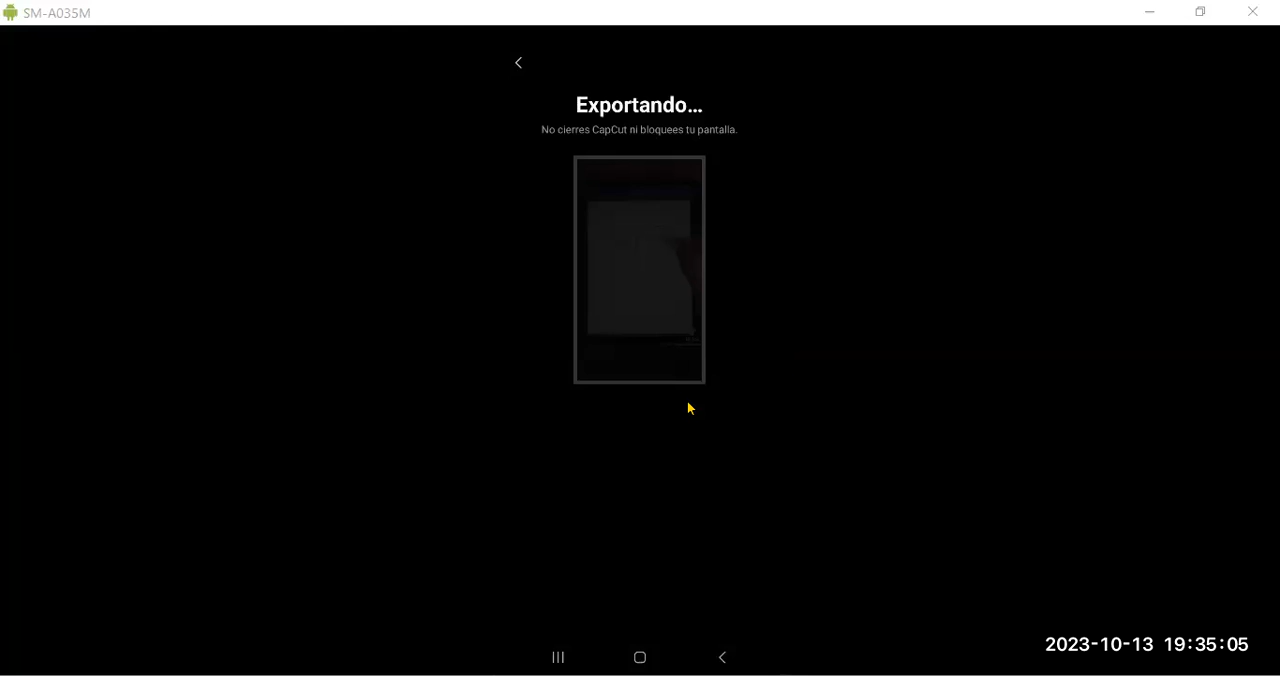 SM-A035M
Exportando...
No cierres CapCut ni bloquees tu pantalla.
2023-10-13 19:35:05